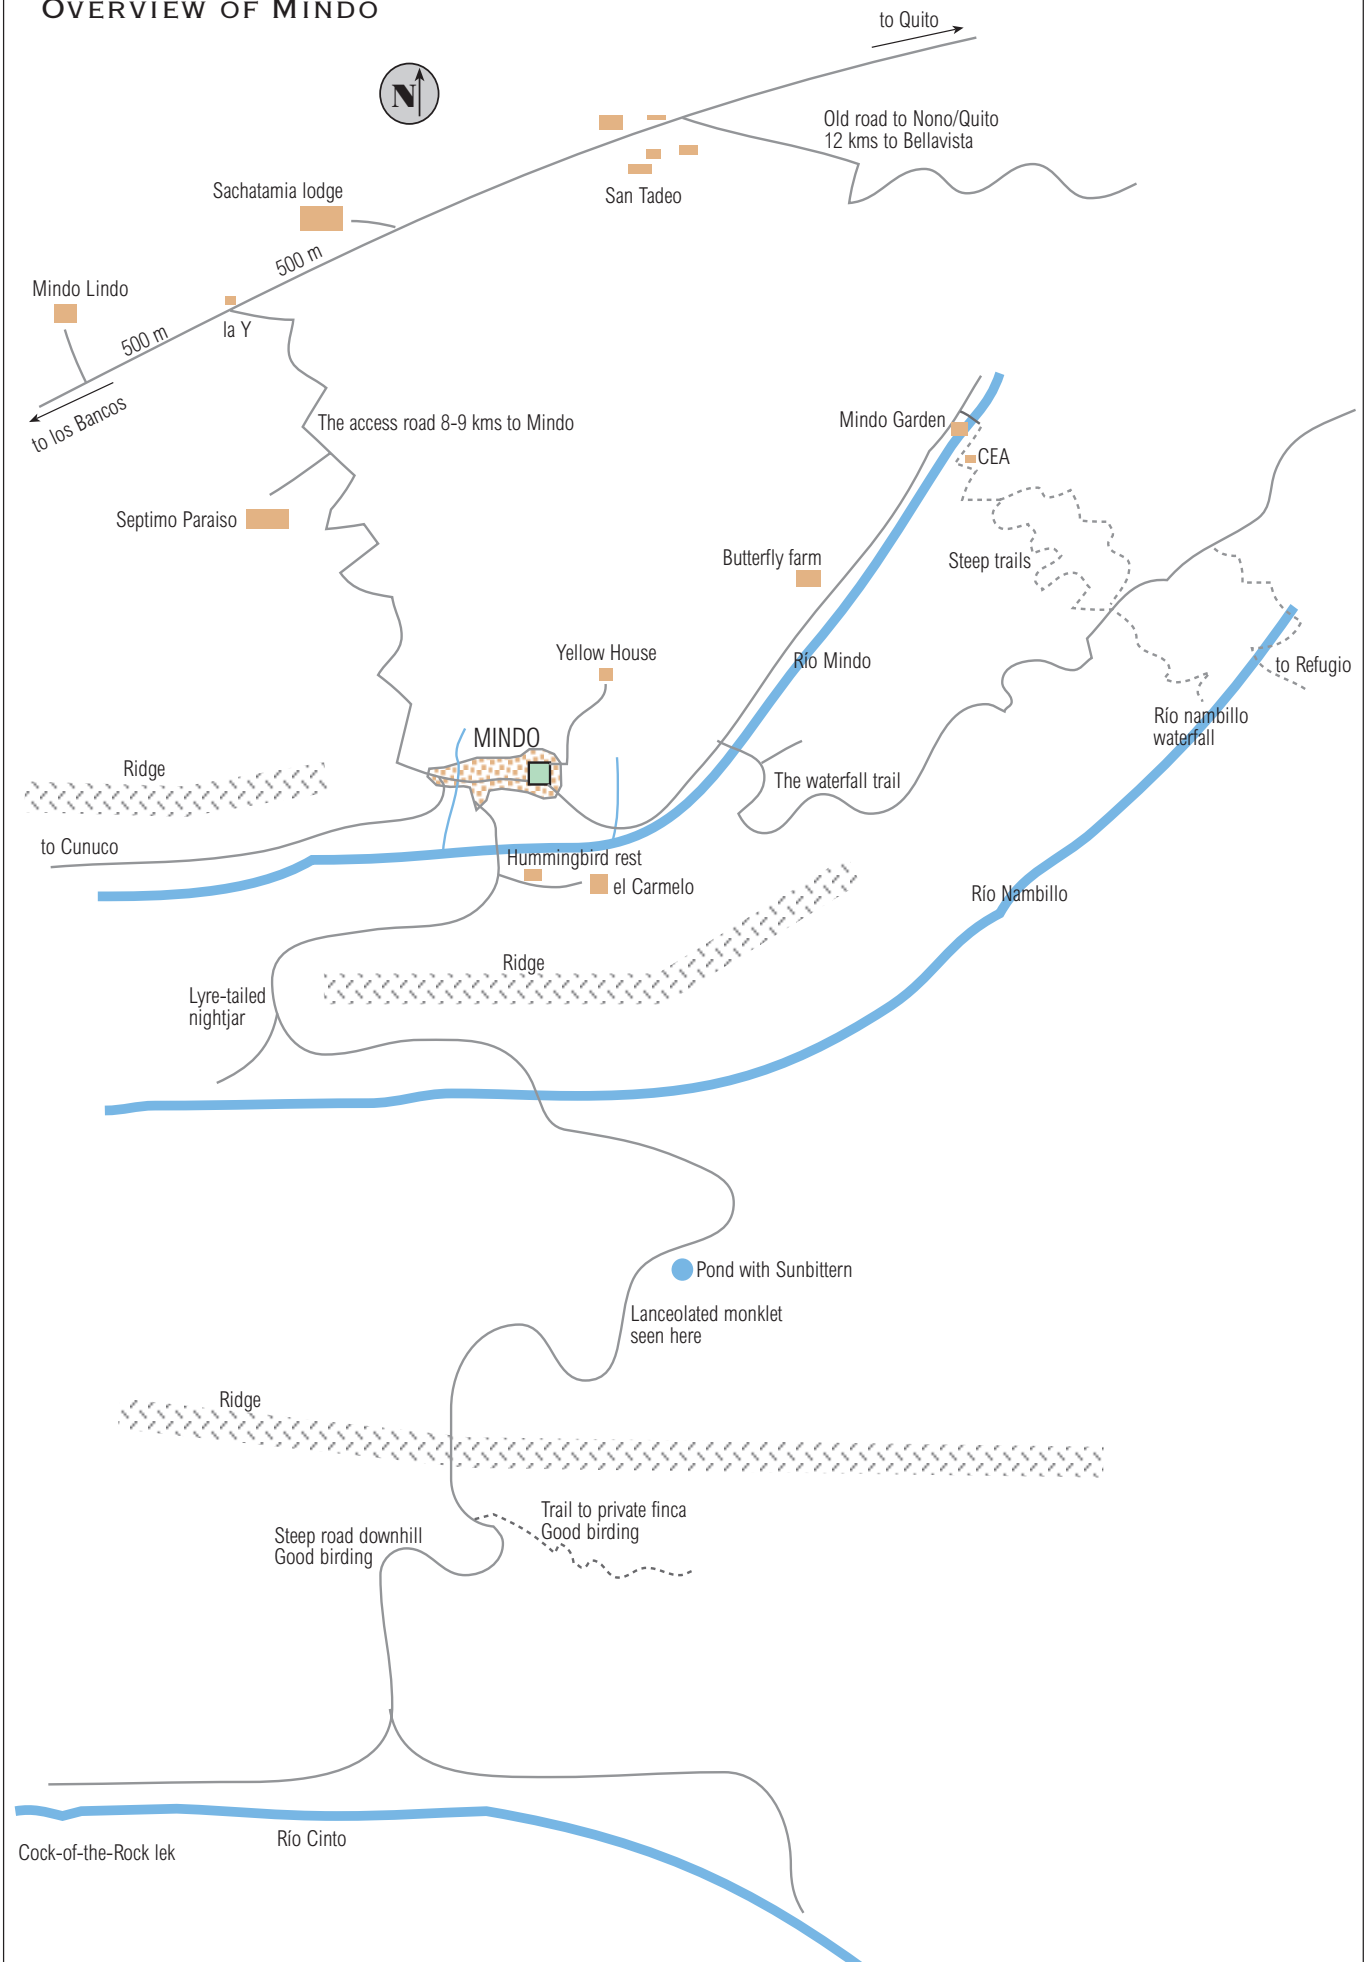 OVERVIEW OF MINDO
to Quito
N
Old road to Nono/Quito
12 kms to Bellavista
Sachatamia lodge
San Tadeo
500 m
Mindo Lindo
la Y
500 m
to los Bancos
The access road 8-9 kms to Mindo
Mindo Garden
CEA
Septimo Paraiso
Butterfly farm
Steep trails
Yellow House
Río Mindo
to Refugio
Río nambillo
waterfall
MINDO
Ridge
The waterfall trail
to Cunuco
Hummingbird rest
el Carmelo
Río Nambillo
Ridge
Lyre-tailed
nightjar
Pond with Sunbittern
Lanceolated monklet
seen here
Ridge
Trail to private finca
Good birding
Steep road downhill
Good birding
Río Cinto
Cock-of-the-Rock lek